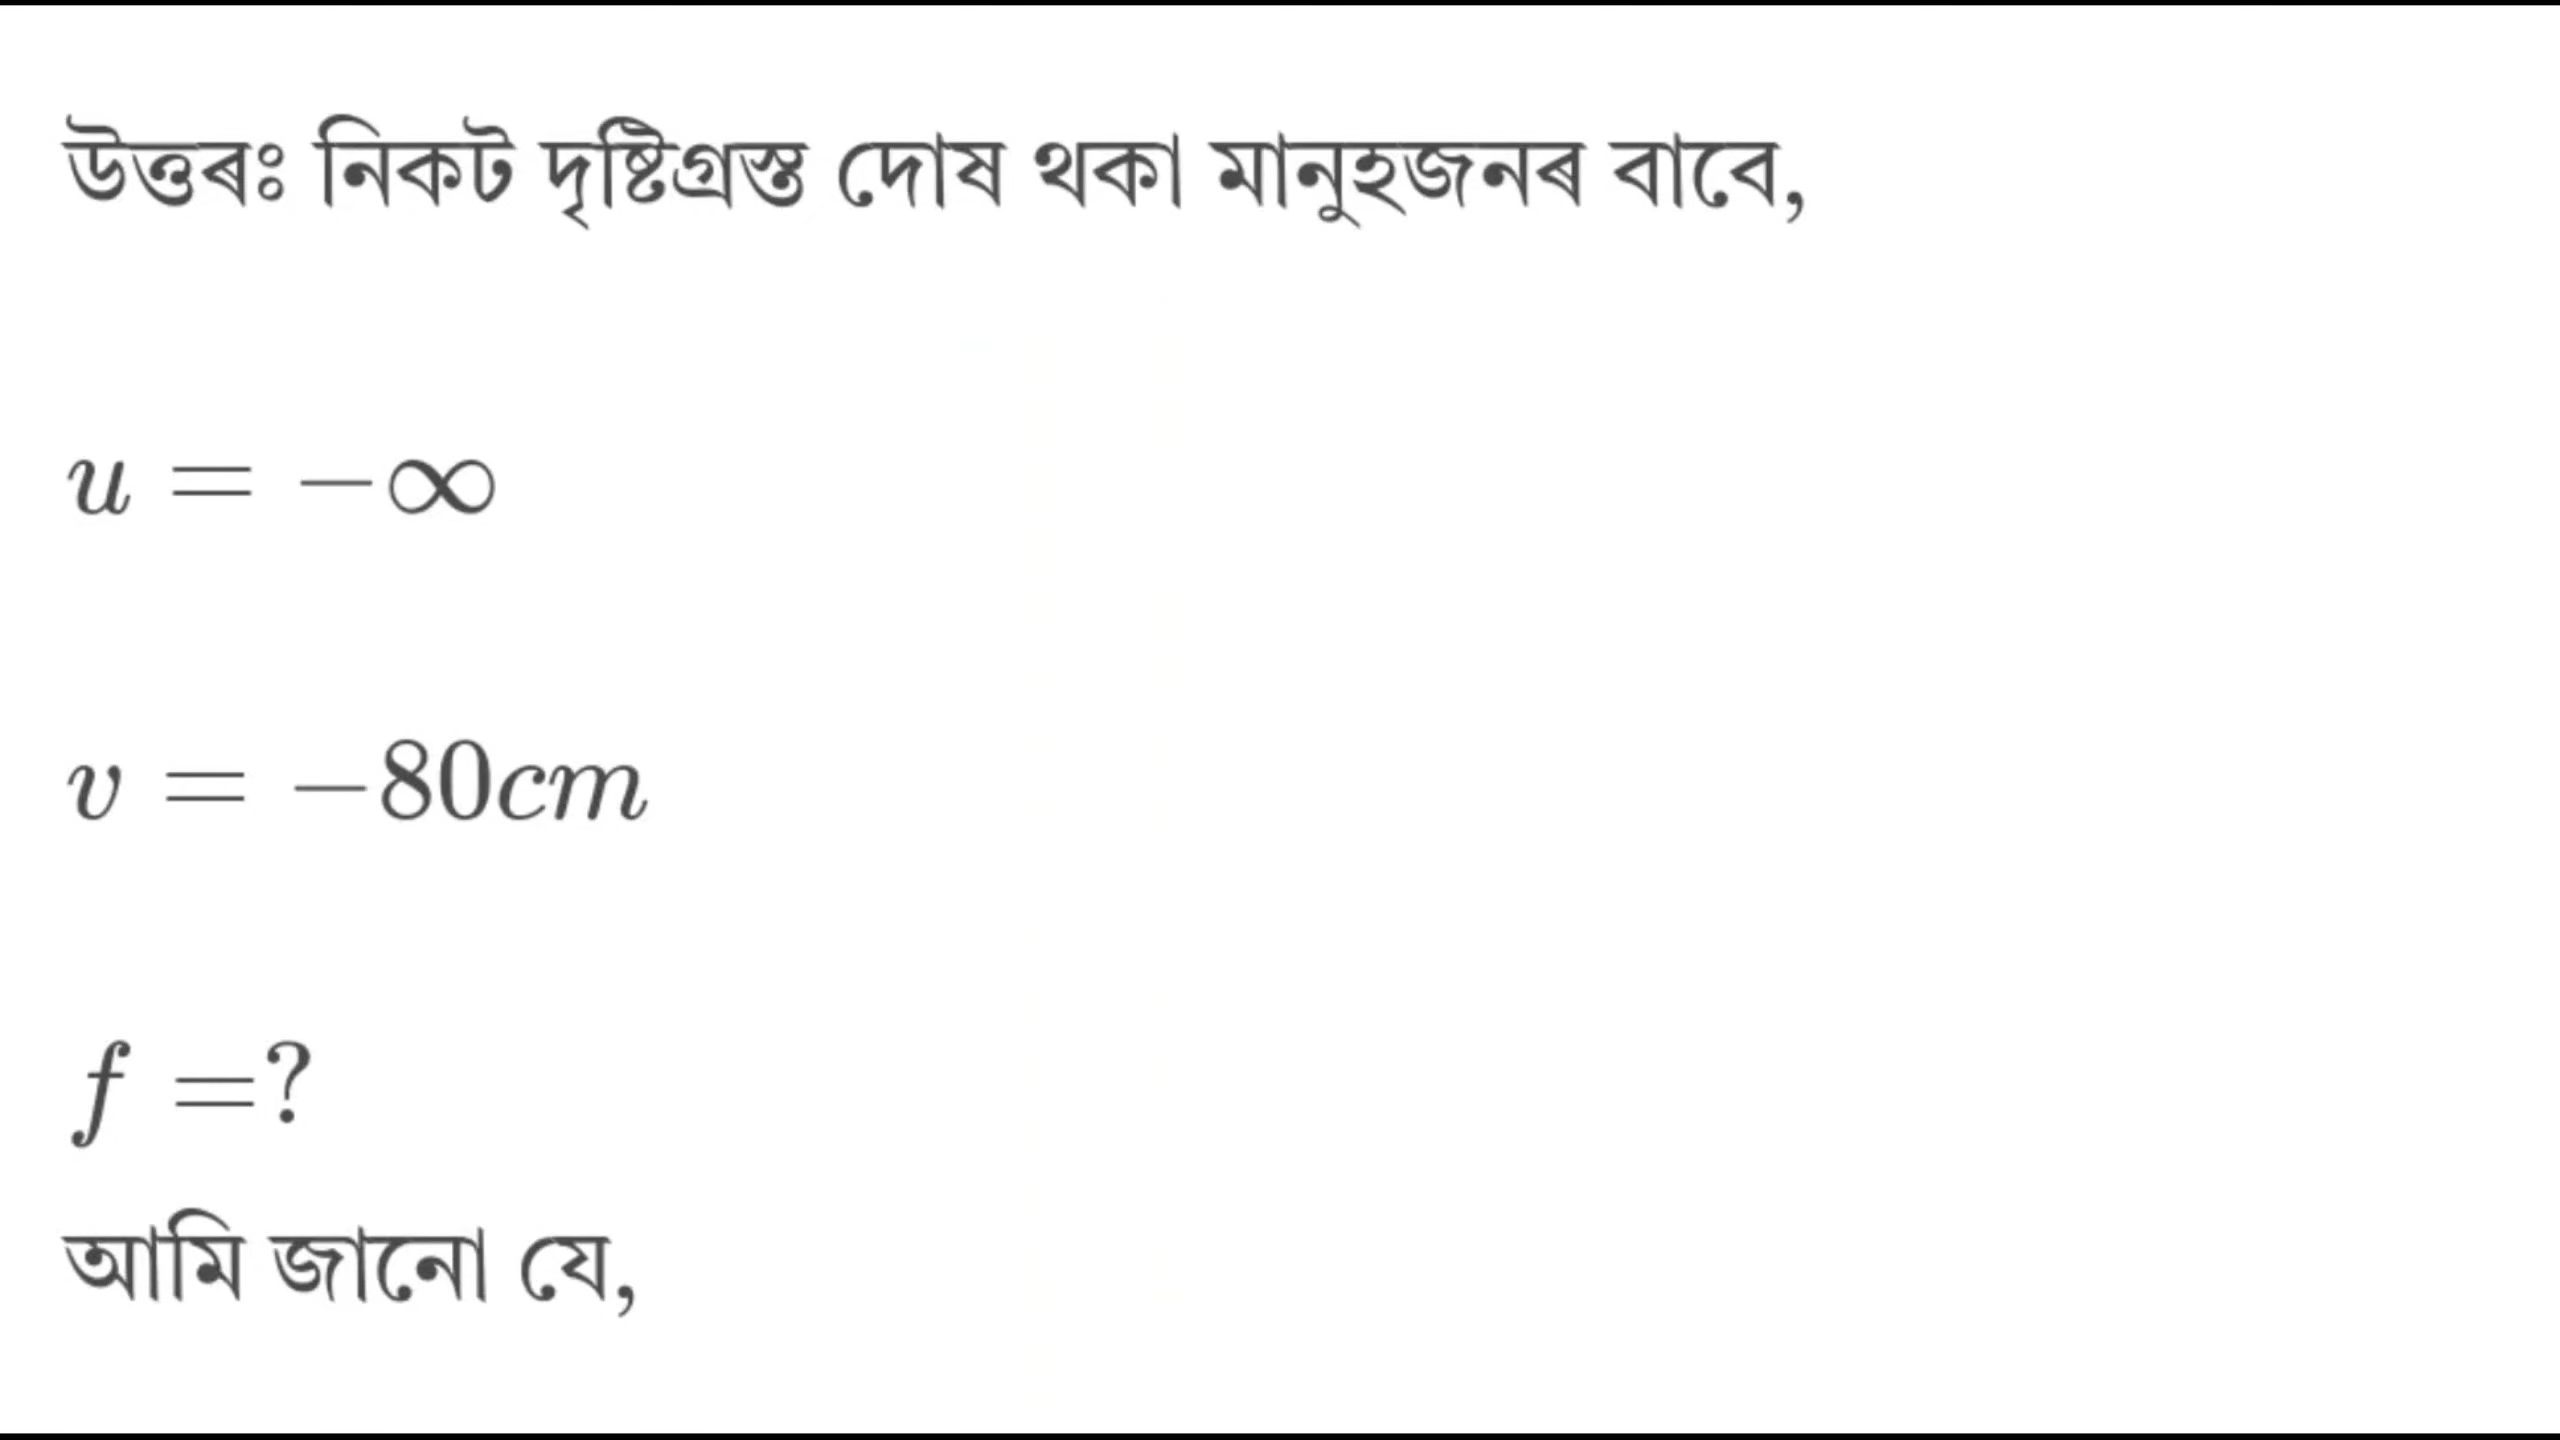 উত্তৰঃ নিকট দৃষ্টিগ্ৰস্ত দোষ থকা মানুহজনৰ বাবে,
u = −∞
v = −80cm
f =?
আমি জানো যে,